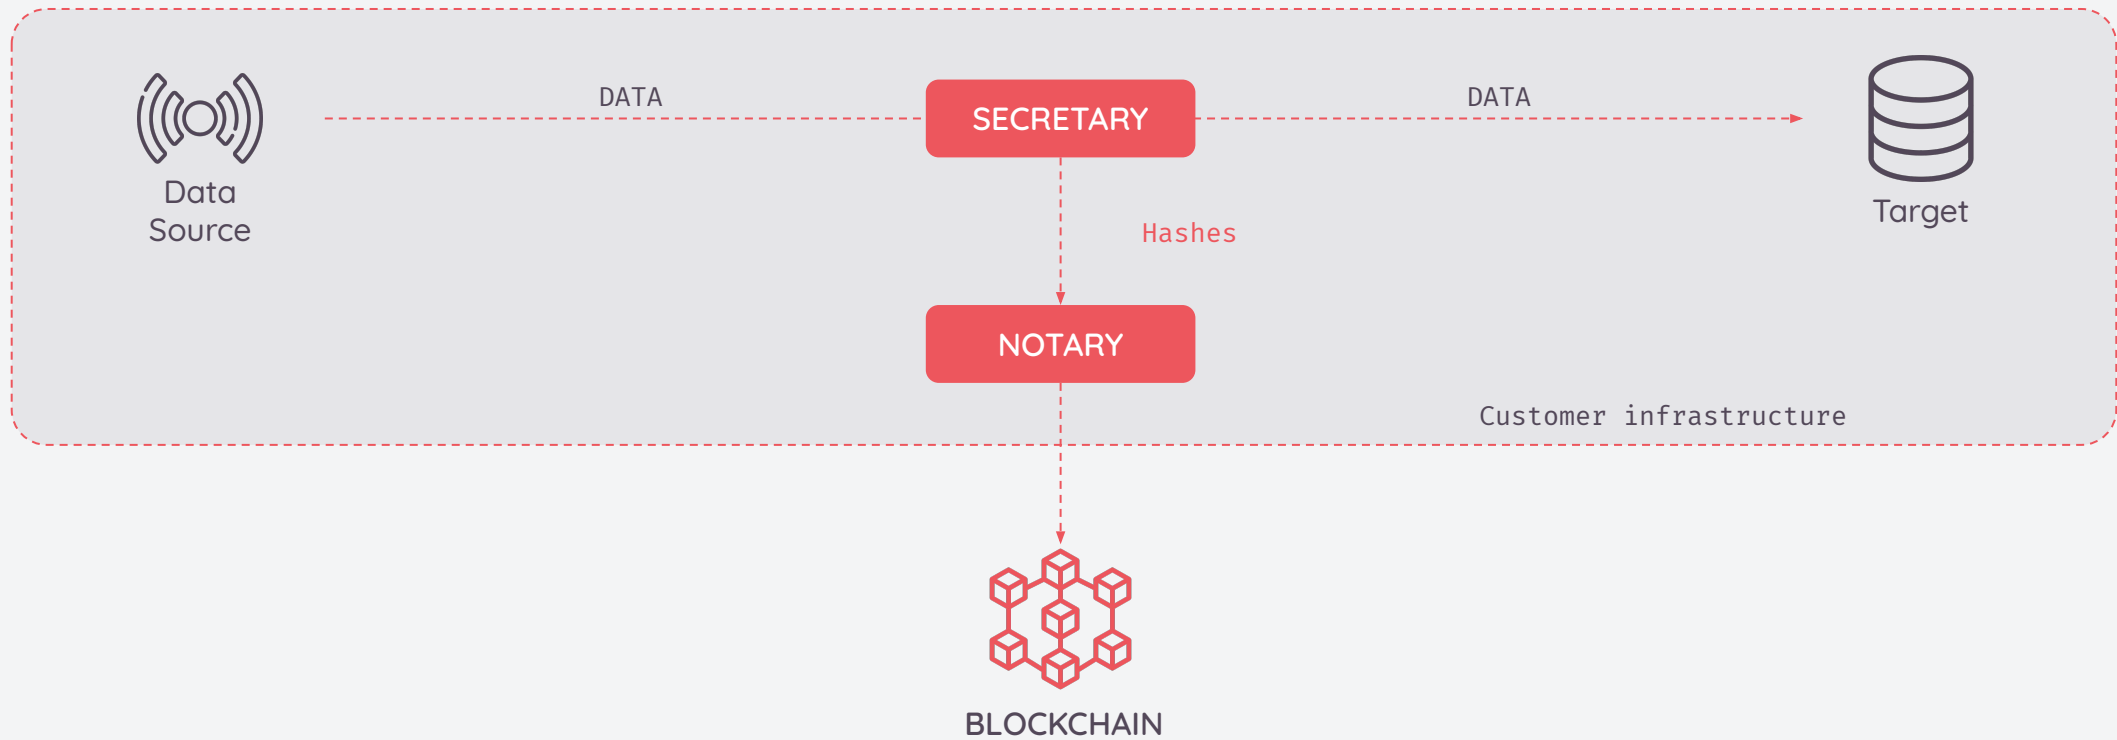 DATA
SECRETARY
DATA
Data
Source
Target
Hashes
NOTARY
Customer infrastructure
BLOCKCHAIN